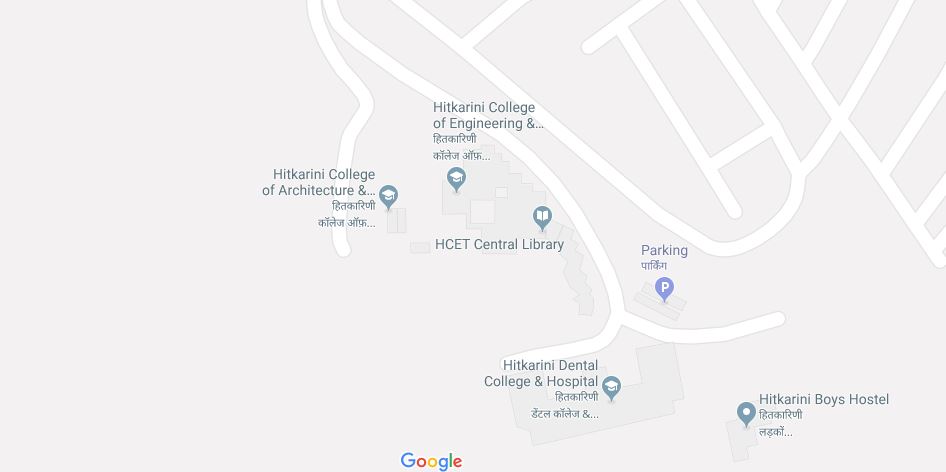 Hitkarini College
of Engineering &...
हितकारिणी
कॉलेज ऑफ़...
Hitkarini College
of Architecture &...
हितकारिणी
कॉलेज ऑफ़...
HCET Central Library
Parking
पार्किंग
Hitkarini Dental
College & Hospital
हितकारिणी
डेंटल कॉलेज &...
Hitkarini Boys Hostel
हितकारिणी
लड़कों...
Google